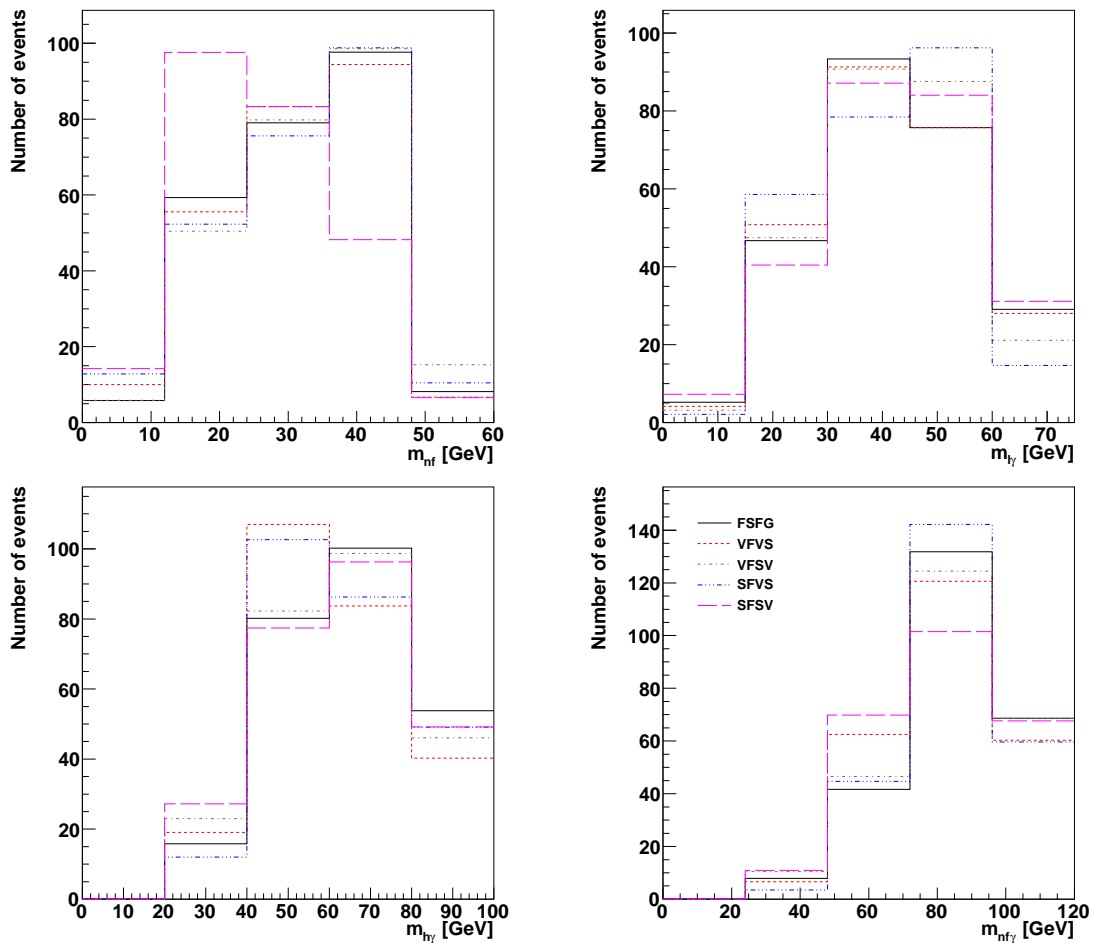 Number of events
100
80
60
40
20
0
0 10 20 30 40 50 60
m_nf [GeV]
Number of events
100
80
60
40
20
0
0 10 20 30 40 50 60 70
m_lγ [GeV]
Number of events
100
80
60
40
20
0
0 10 20 30 40 50 60 70 80 90 100
m_hγ [GeV]
Number of events
140
120
100
80
60
40
20
0
FSFG
VFVS
VFSV
SFVS
SFSV
0 20 40 60 80 100 120
m_nfγ [GeV]